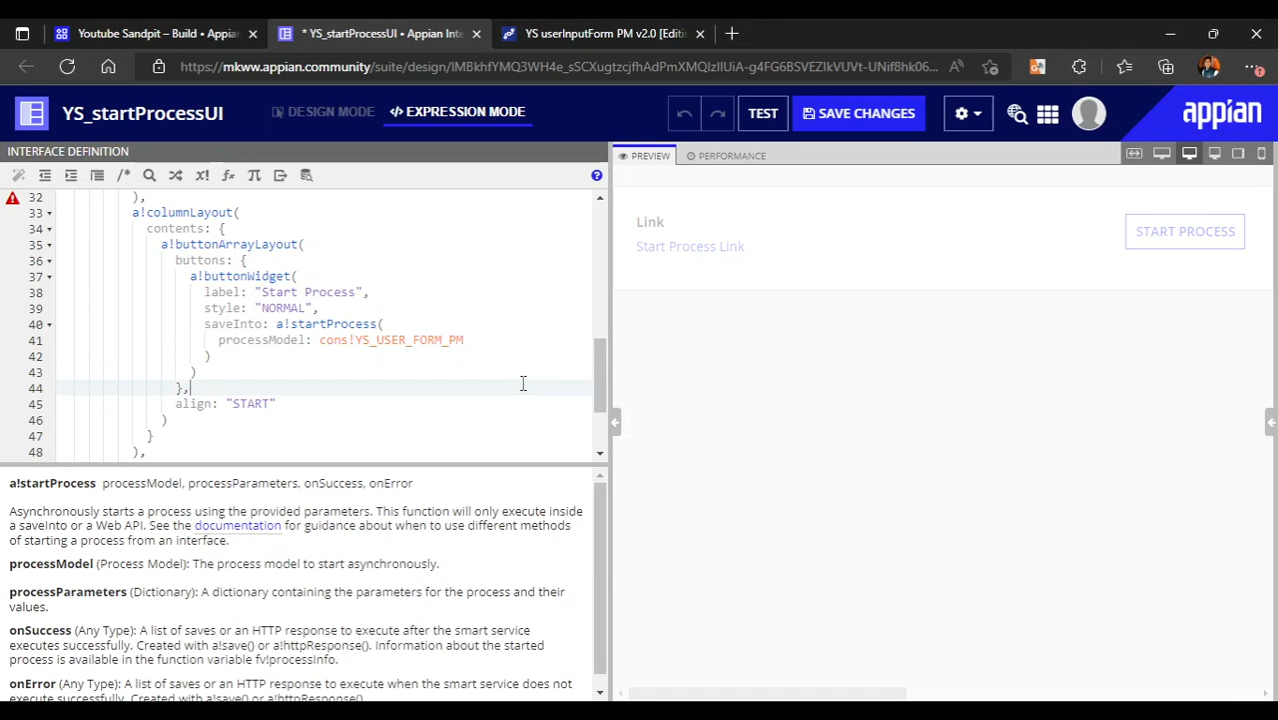 Youtube Sandpit – Build • Appian
* YS_startProcessUI • Appian Int
YS userInputForm PM v2.0 [Editi
YS_startProcessUI
DESIGN MODE
</> EXPRESSION MODE
TEST
SAVE CHANGES
appian
INTERFACE DEFINITION
PREVIEW
PERFORMANCE
32 ),
33 a!columnLayout(
34 contents: {
35 a!buttonArrayLayout(
36 buttons: {
37 a!buttonWidget(
38 label: "Start Process",
39 style: "NORMAL",
40 saveInto: a!startProcess(
41 processModel: cons!YS_USER_FORM_PM
42 )
43 )
44 },
45 align: "START"
46 )
47 }
48 ),
Link
Start Process Link
START PROCESS
a!startProcess processModel, processParameters, onSuccess, onError
Asynchronously starts a process using the provided parameters. This function will only execute inside
a saveInto or a Web API. See the documentation for guidance about when to use different methods
of starting a process from an interface.
processModel (Process Model): The process model to start asynchronously.
processParameters (Dictionary): A dictionary containing the parameters for the process and their
values.
onSuccess (Any Type): A list of saves or an HTTP response to execute after the smart service
executes successfully. Created with a!save() or a!httpResponse(). Information about the started
process is available in the function variable fv!processInfo.
onError (Any Type): A list of saves or an HTTP response to execute when the smart service does not
execute successfully. Created with a!save() or a!httpResponse()